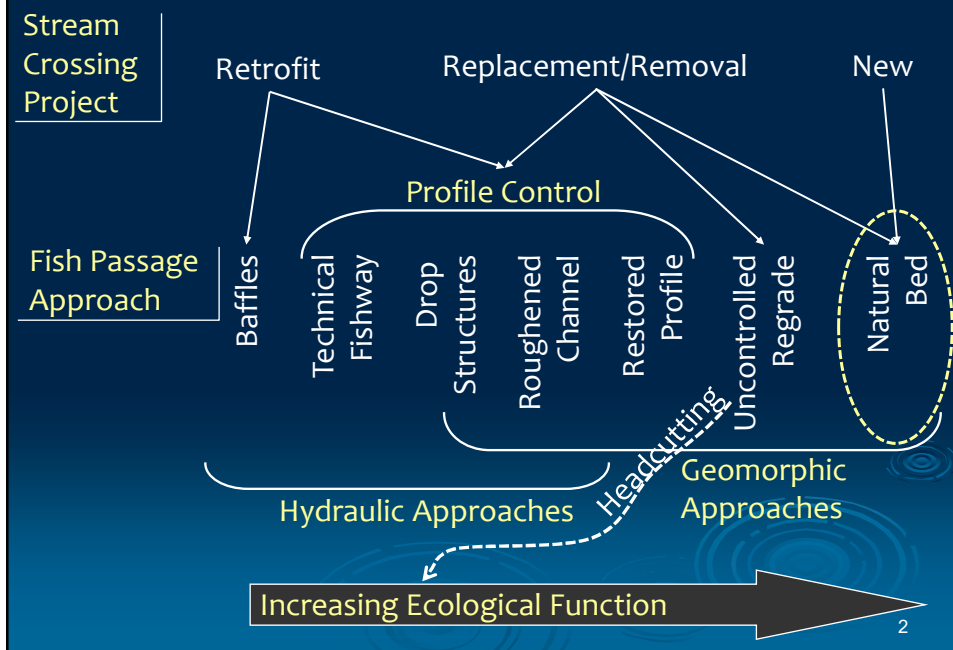 Stream
Crossing
Project
Retrofit
Replacement/Removal
New
Profile Control
Fish Passage
Approach
Baffles
Technical
Fishway
Drop
Structures
Roughened
Channel
Restored
Profile
Uncontrolled
Regrade
Natural
Bed
Headcutting
Hydraulic Approaches
Geomorphic
Approaches
Increasing Ecological Function
2